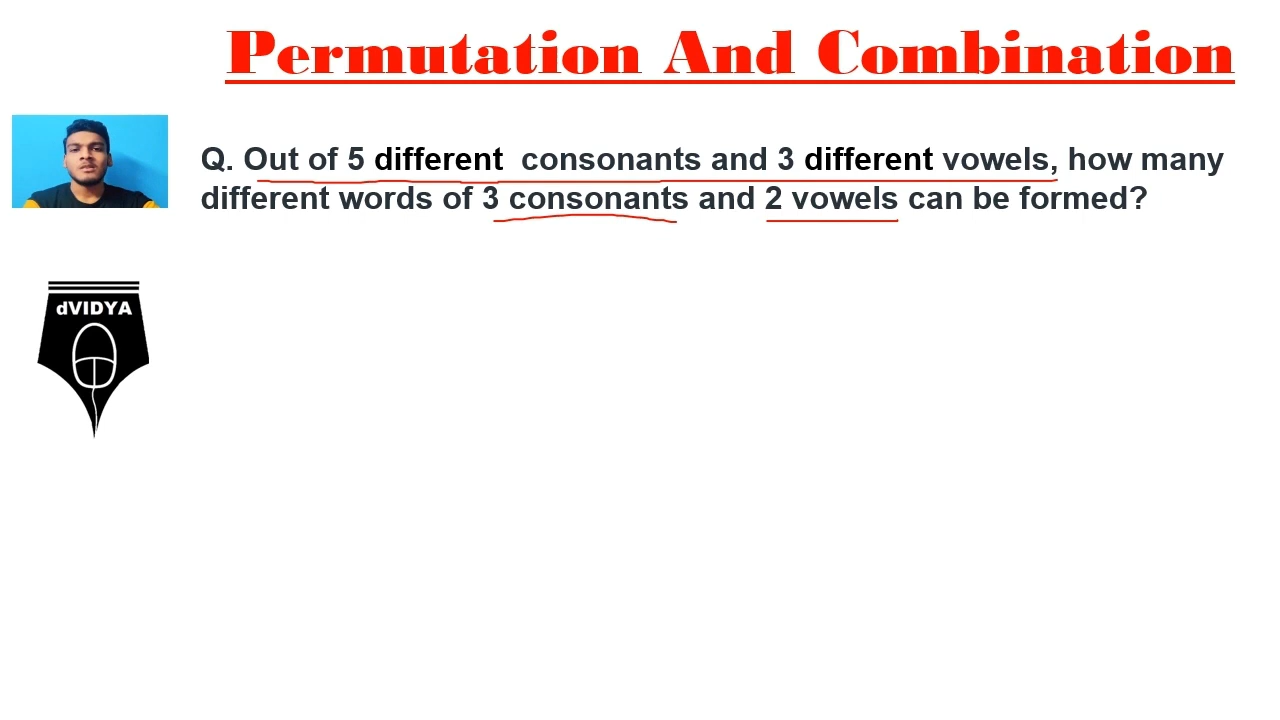 Permutation And Combination
Q. Out of 5 different consonants and 3 different vowels, how many
different words of 3 consonants and 2 vowels can be formed?
dVIDYA